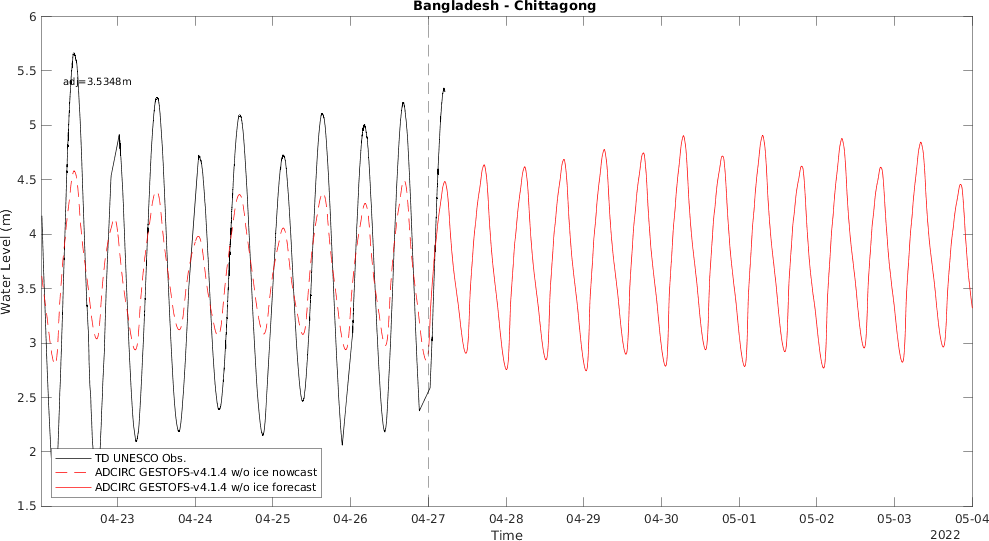 Bangladesh - Chittagong
6
5.5
adj=3.5348m
5
4.5
4
Water Level (m)
3.5
3
2.5
2
1.5
TD UNESCO Obs.
ADCIRC GESTOFS-v4.1.4 w/o ice nowcast
ADCIRC GESTOFS-v4.1.4 w/o ice forecast
04-23 04-24 04-25 04-26 04-27 04-28 04-29 04-30 05-01 05-02 05-03 05-04
Time
2022